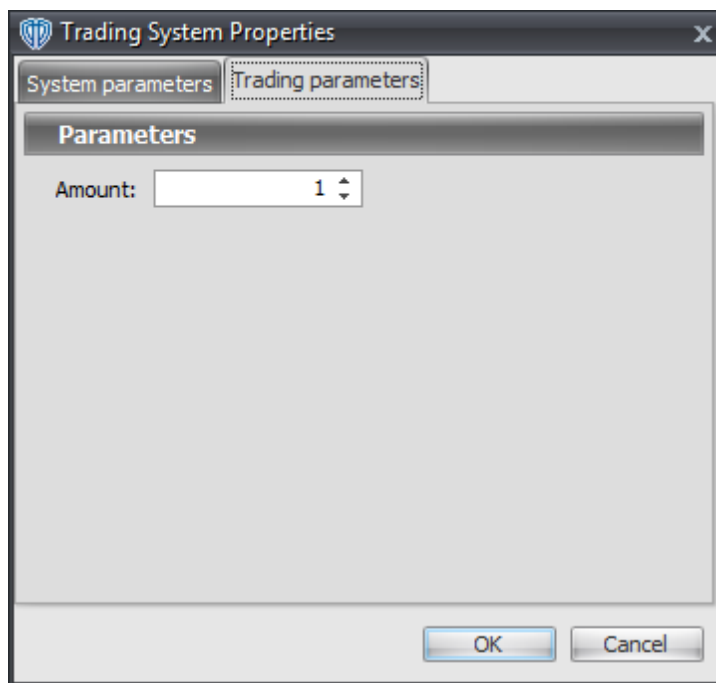 Trading System Properties
x
System parameters Trading parameters
Parameters
Amount: 1
OK Cancel